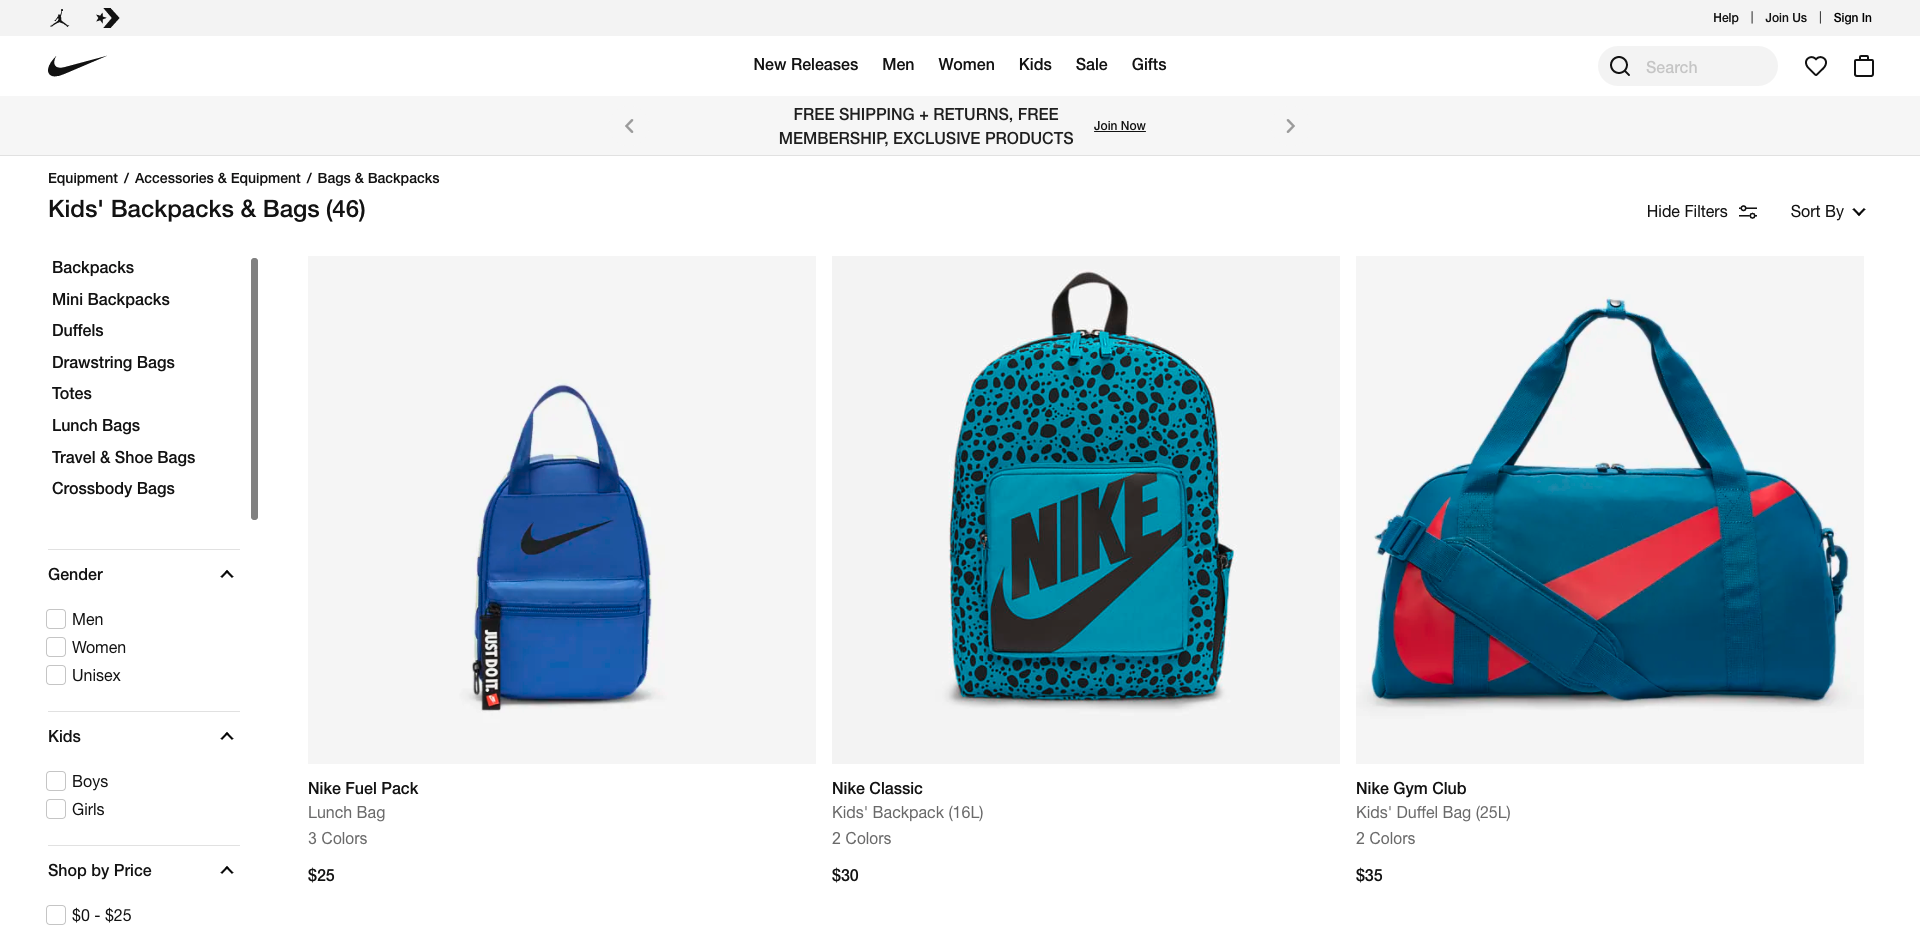 Help | Join Us | Sign In
New Releases Men Women Kids Sale Gifts
Search
FREE SHIPPING + RETURNS, FREE
MEMBERSHIP, EXCLUSIVE PRODUCTS
Join Now
Equipment / Accessories & Equipment / Bags & Backpacks
Kids' Backpacks & Bags (46)
Hide Filters
Sort By
Backpacks
Mini Backpacks
Duffels
Drawstring Bags
Totes
Lunch Bags
Travel & Shoe Bags
Crossbody Bags
Gender
Men
Women
Unisex
Kids
Boys
Girls
Shop by Price
$0 - $25
JUST DO IT.
Nike Fuel Pack
Lunch Bag
3 Colors
$25
NIKE
Nike Classic
Kids' Backpack (16L)
2 Colors
$30
Nike Gym Club
Kids' Duffel Bag (25L)
2 Colors
$35